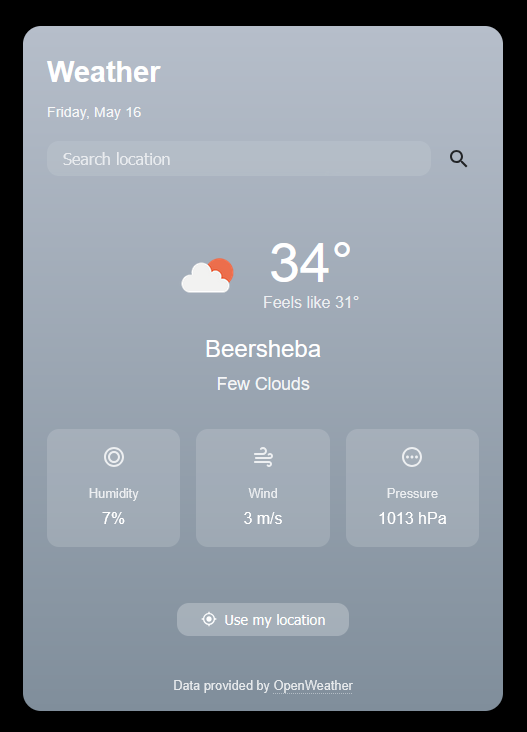 Weather
Friday, May 16
Search location
34°
Feels like 31°
Beersheba
Few Clouds
Humidity
7%
Wind
3 m/s
Pressure
1013 hPa
Use my location
Data provided by OpenWeather